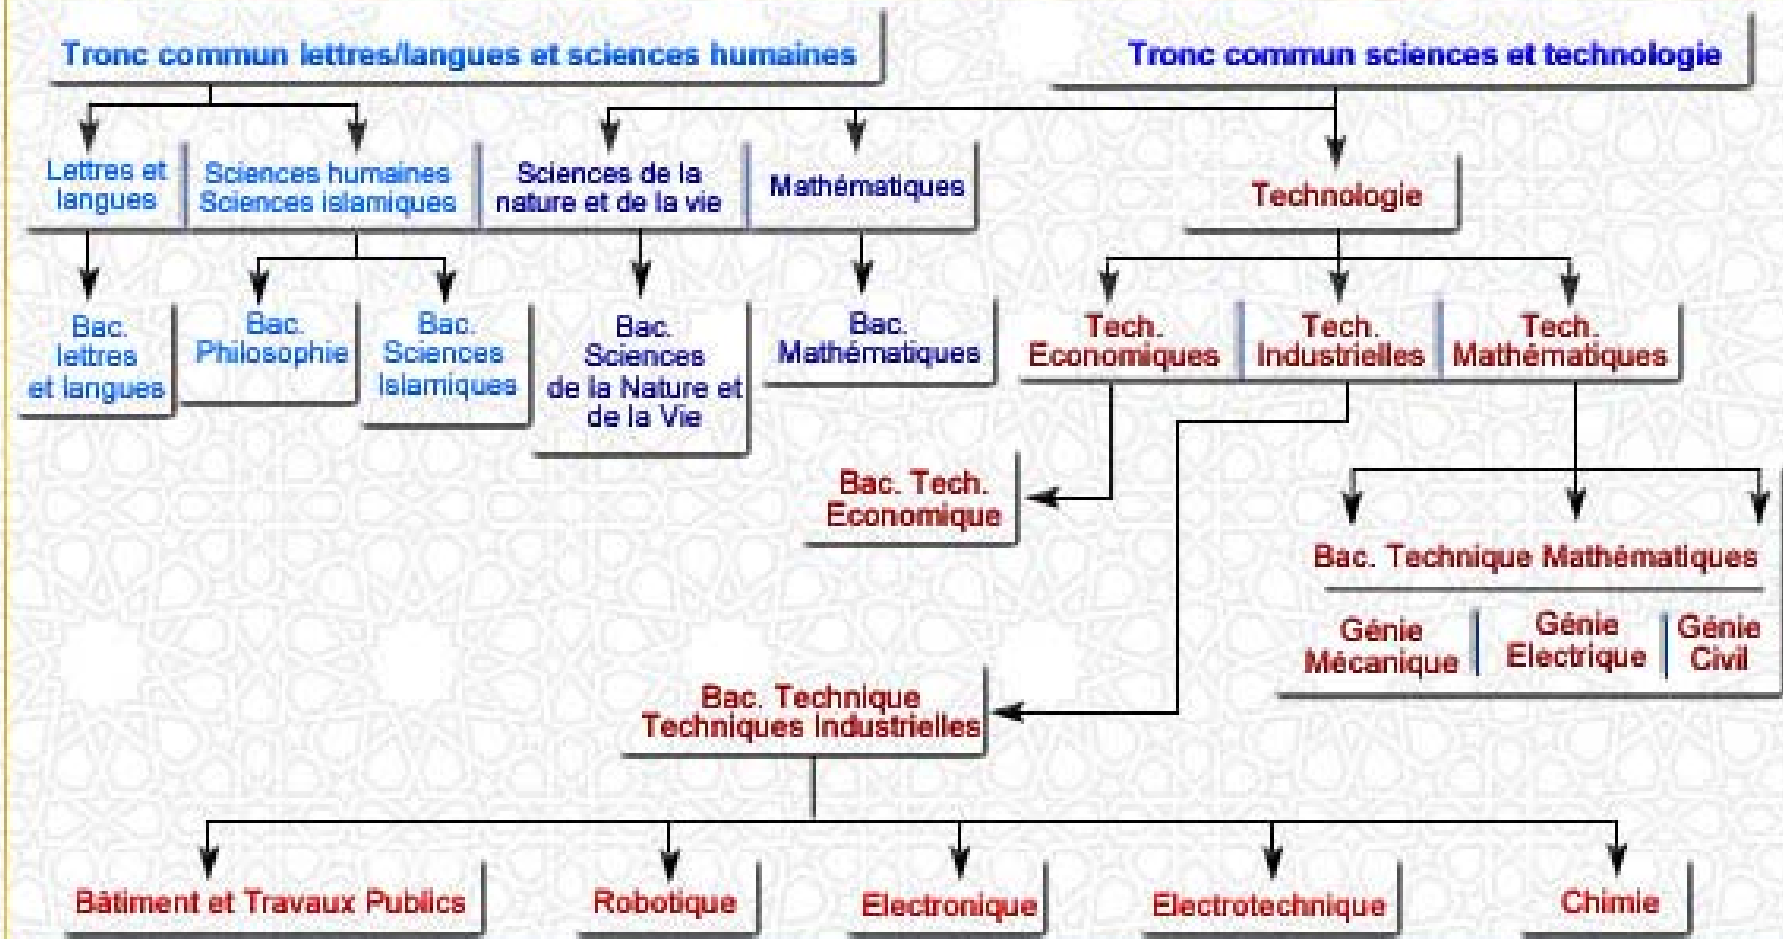 Tronc commun lettres/langues et sciences humaines
Tronc commun sciences et technologie
Lettres et
langues
Sciences humaines
Sciences islamiques
Sciences de la
nature et de la vie
Mathématiques
Technologie
Bac.
lettres
et langues
Bac.
Philosophie
Bac.
Sciences
Islamiques
Bac.
Sciences
de la Nature et
de la Vie
Bac.
Mathématiques
Tech.
Economiques
Tech.
Industrielles
Tech.
Mathématiques
Bac. Tech.
Economique
Bac. Technique Mathématiques
Génie
Mécanique
Génie
Electrique
Génie
Civil
Bac. Technique
Techniques Industrielles
Bâtiment et Travaux Publics
Robotique
Electronique
Electrotechnique
Chimie